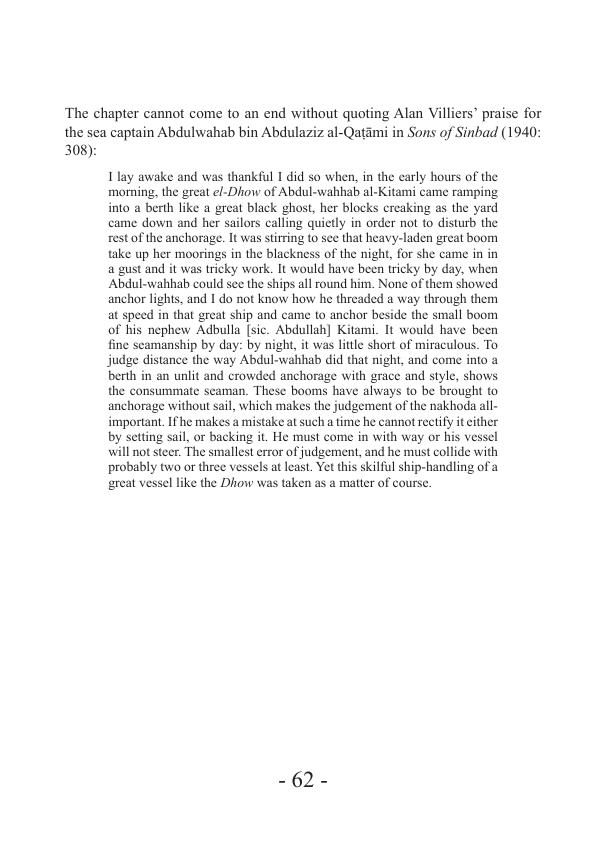 The chapter cannot come to an end without quoting Alan Villiers’ praise for
the sea captain Abdulwahab bin Abdulaziz al-Qaṭāmi in Sons of Sinbad (1940:
308):
I lay awake and was thankful I did so when, in the early hours of the
morning, the great el-Dhow of Abdul-wahhab al-Kitami came ramping
into a berth like a great black ghost, her blocks creaking as the yard
came down and her sailors calling quietly in order not to disturb the
rest of the anchorage. It was stirring to see that heavy-laden great boom
take up her moorings in the blackness of the night, for she came in in
a gust and it was tricky work. It would have been tricky by day, when
Abdul-wahhab could see the ships all round him. None of them showed
anchor lights, and I do not know how he threaded a way through them
at speed in that great ship and came to anchor beside the small boom
of his nephew Adbulla [sic. Abdullah] Kitami. It would have been
fine seamanship by day: by night, it was little short of miraculous. To
judge distance the way Abdul-wahhab did that night, and come into a
berth in an unlit and crowded anchorage with grace and style, shows
the consummate seaman. These booms have always to be brought to
anchorage without sail, which makes the judgement of the nakhoda all-
important. If he makes a mistake at such a time he cannot rectify it either
by setting sail, or backing it. He must come in with way or his vessel
will not steer. The smallest error of judgement, and he must collide with
probably two or three vessels at least. Yet this skilful ship-handling of a
great vessel like the Dhow was taken as a matter of course.
- 62 -